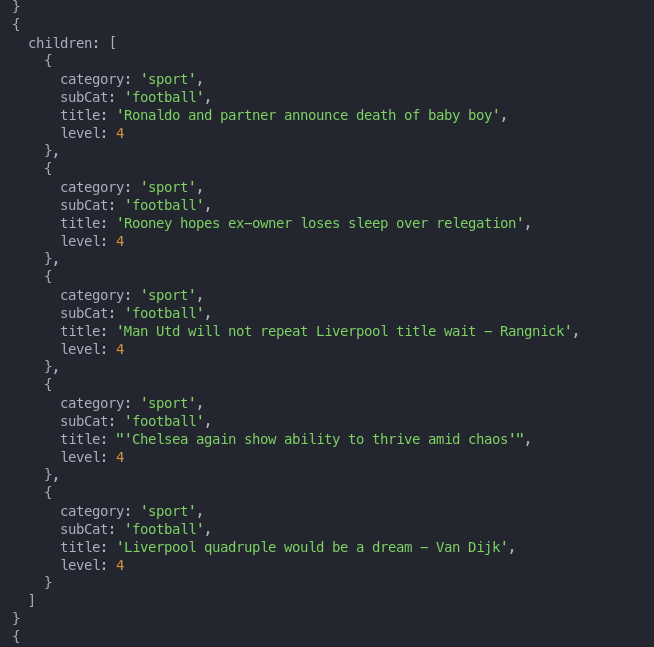 }
{
  children: [
    {
      category: 'sport',
      subCat: 'football',
      title: 'Ronaldo and partner announce death of baby boy',
      level: 4
    },
    {
      category: 'sport',
      subCat: 'football',
      title: 'Rooney hopes ex-owner loses sleep over relegation',
      level: 4
    },
    {
      category: 'sport',
      subCat: 'football',
      title: 'Man Utd will not repeat Liverpool title wait - Rangnick',
      level: 4
    },
    {
      category: 'sport',
      subCat: 'football',
      title: "'Chelsea again show ability to thrive amid chaos'",
      level: 4
    },
    {
      category: 'sport',
      subCat: 'football',
      title: 'Liverpool quadruple would be a dream - Van Dijk',
      level: 4
    }
  ]
}
{